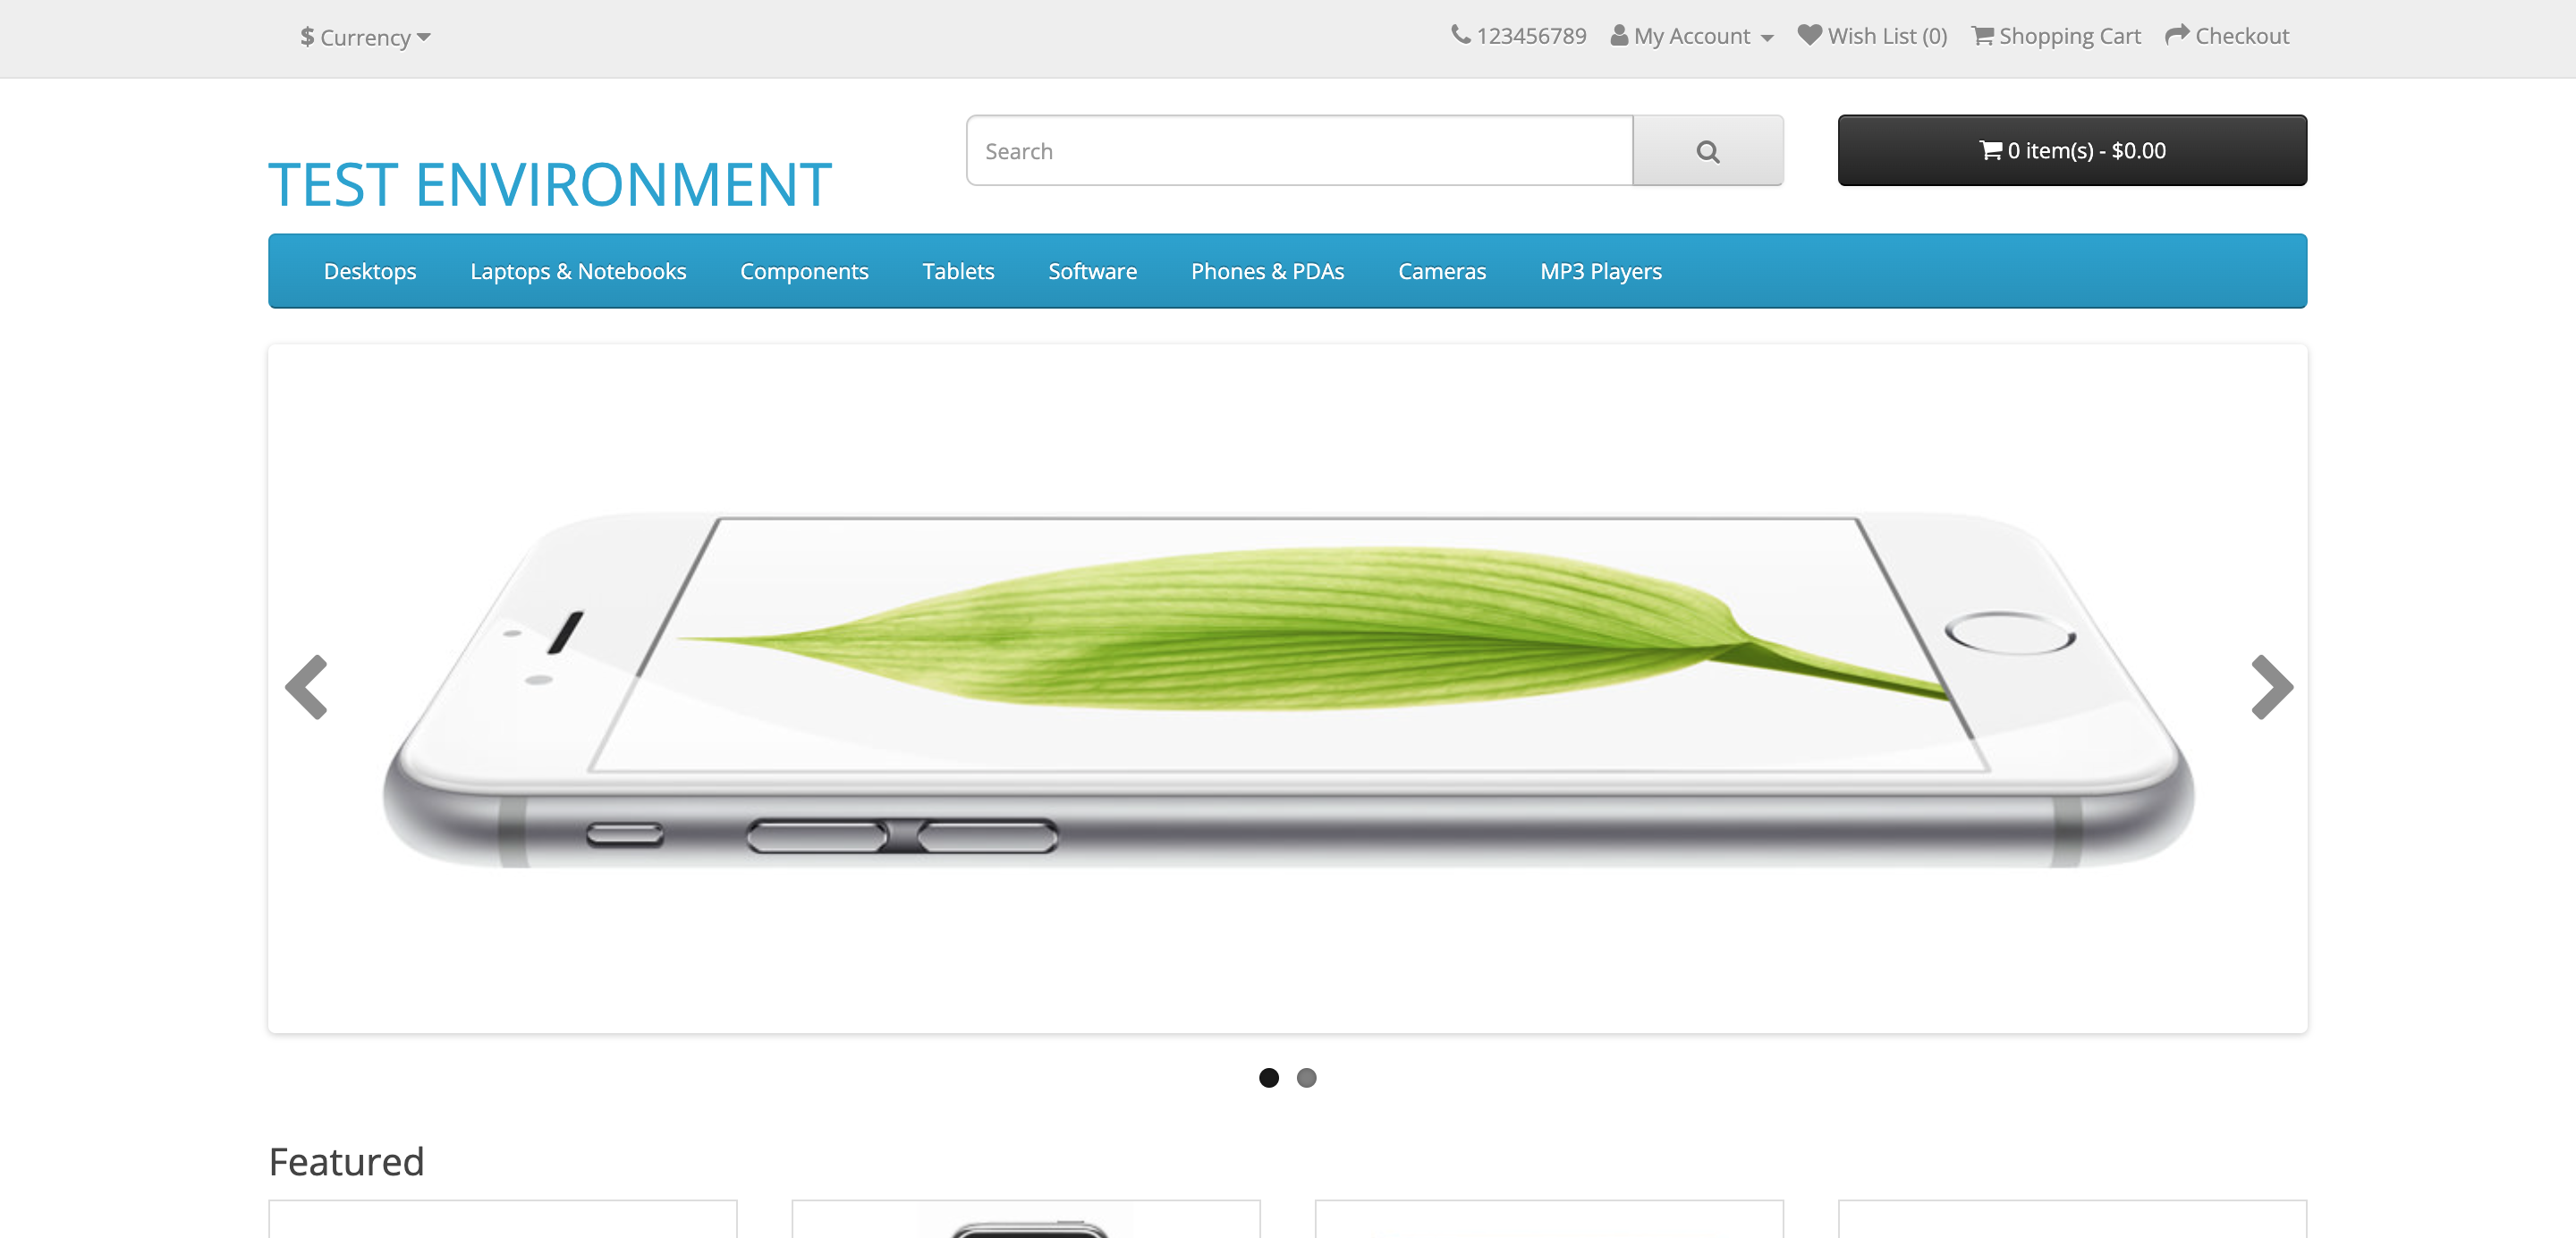 $ Currency
123456789 My Account Wish List (0) Shopping Cart Checkout
TEST ENVIRONMENT
Search
0 item(s) - $0.00
Desktops Laptops & Notebooks Components Tablets Software Phones & PDAs Cameras MP3 Players
Featured